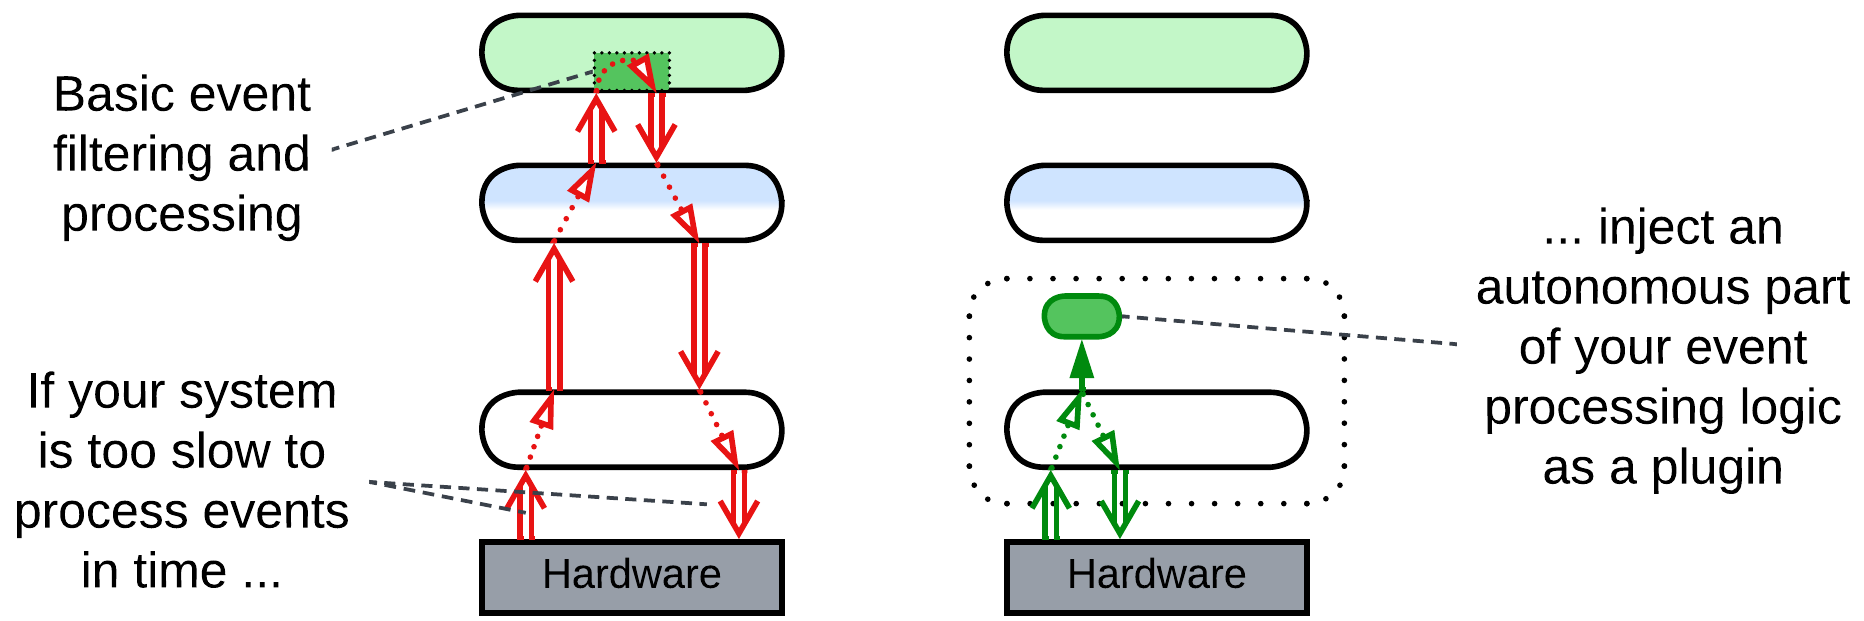 Basic event
filtering and
processing
If your system
is too slow to
process events
in time ...
Hardware
Hardware
... inject an
autonomous part
of your event
processing logic
as a plugin